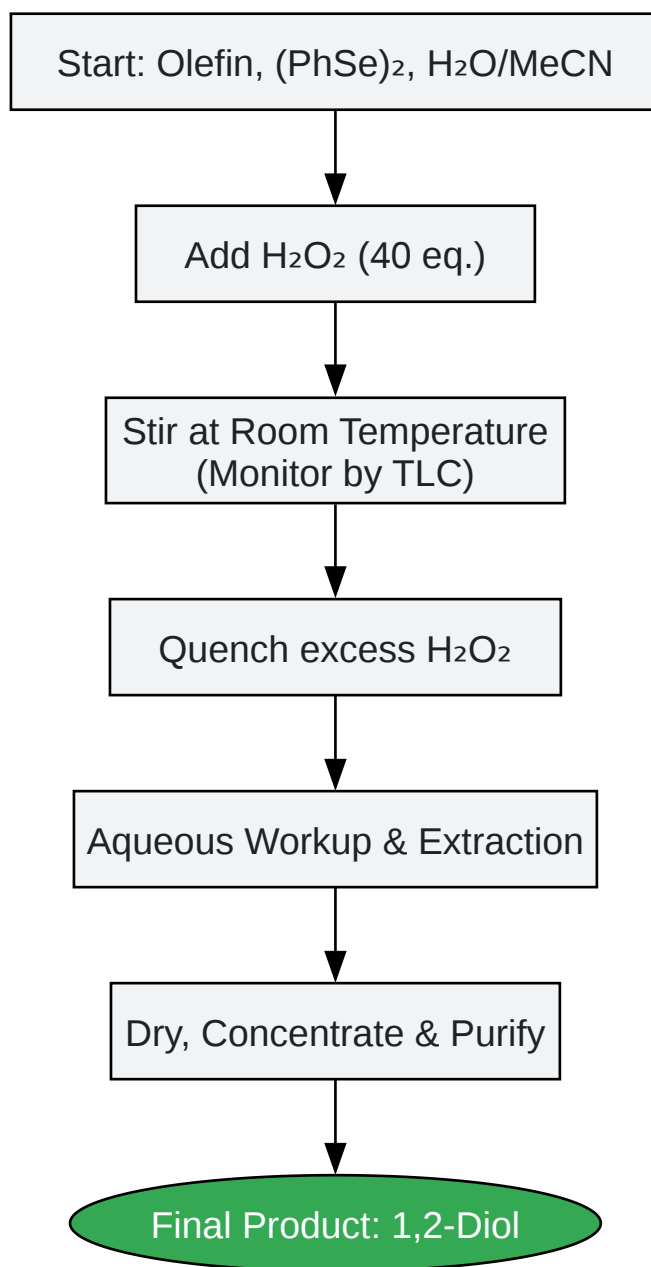 Start: Olefin, (PhSe)₂, H₂O/MeCN
Add H₂O₂ (40 eq.)
Stir at Room Temperature
(Monitor by TLC)
Quench excess H₂O₂
Aqueous Workup & Extraction
Dry, Concentrate & Purify
Final Product: 1,2-Diol